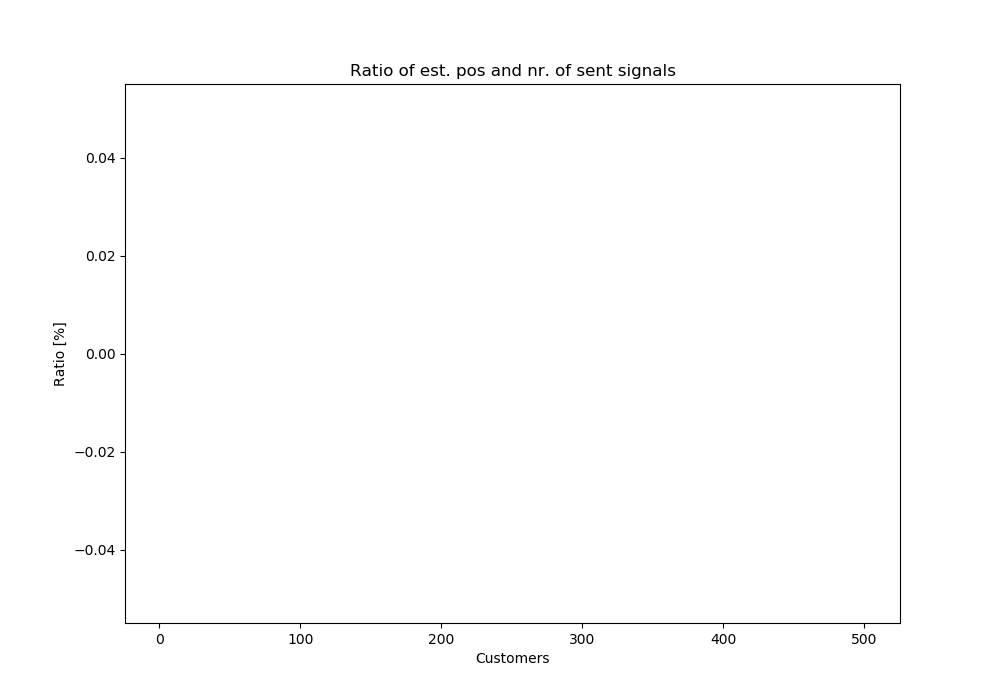 Ratio of est. pos and nr. of sent signals
0.04
0.02
0.00
−0.02
−0.04
Ratio [%]
0 100 200 300 400 500
Customers